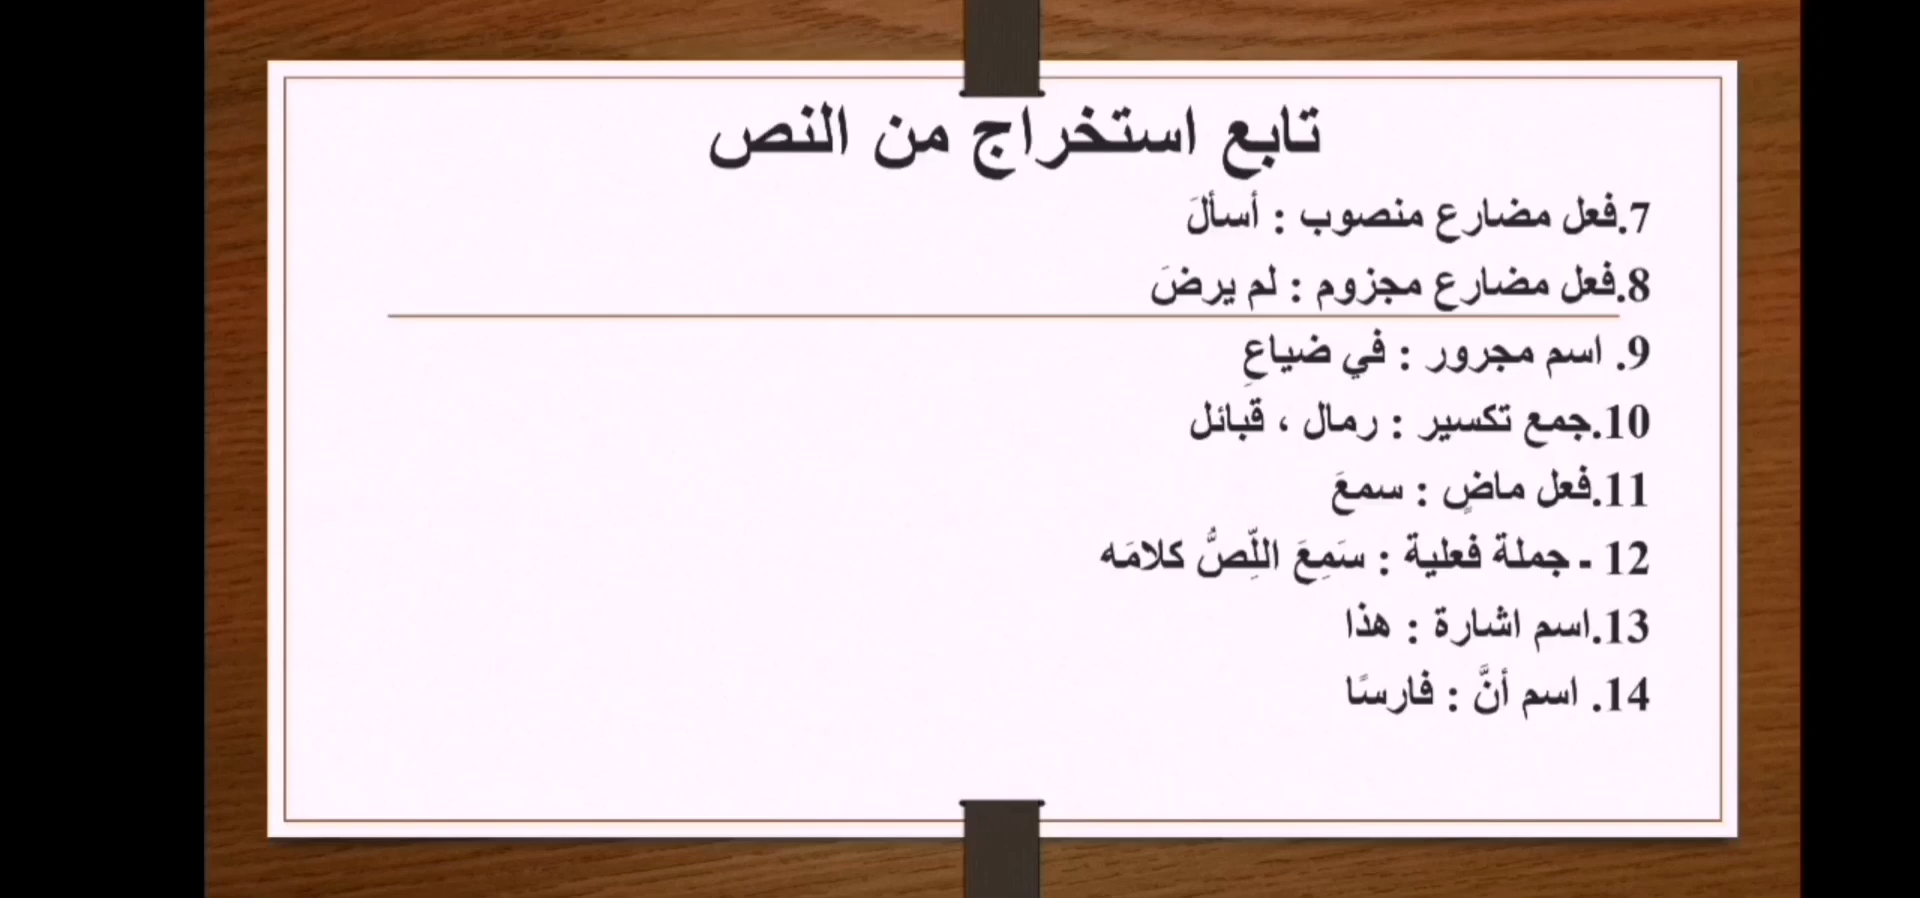 تابع استخراج من النص
7.فعل مضارع منصوب : أسألَ
8.فعل مضارع مجزوم : لم يرضَ
9. اسم مجرور : في ضياعِ
10.جمع تكسير : رمال ، قبائل
11.فعل ماضٍ : سمعَ
12 - جملة فعلية : سَمِعَ اللِّصُّ كلامَه
13.اسم اشارة : هذا
14. اسم أنَّ : فارسًا